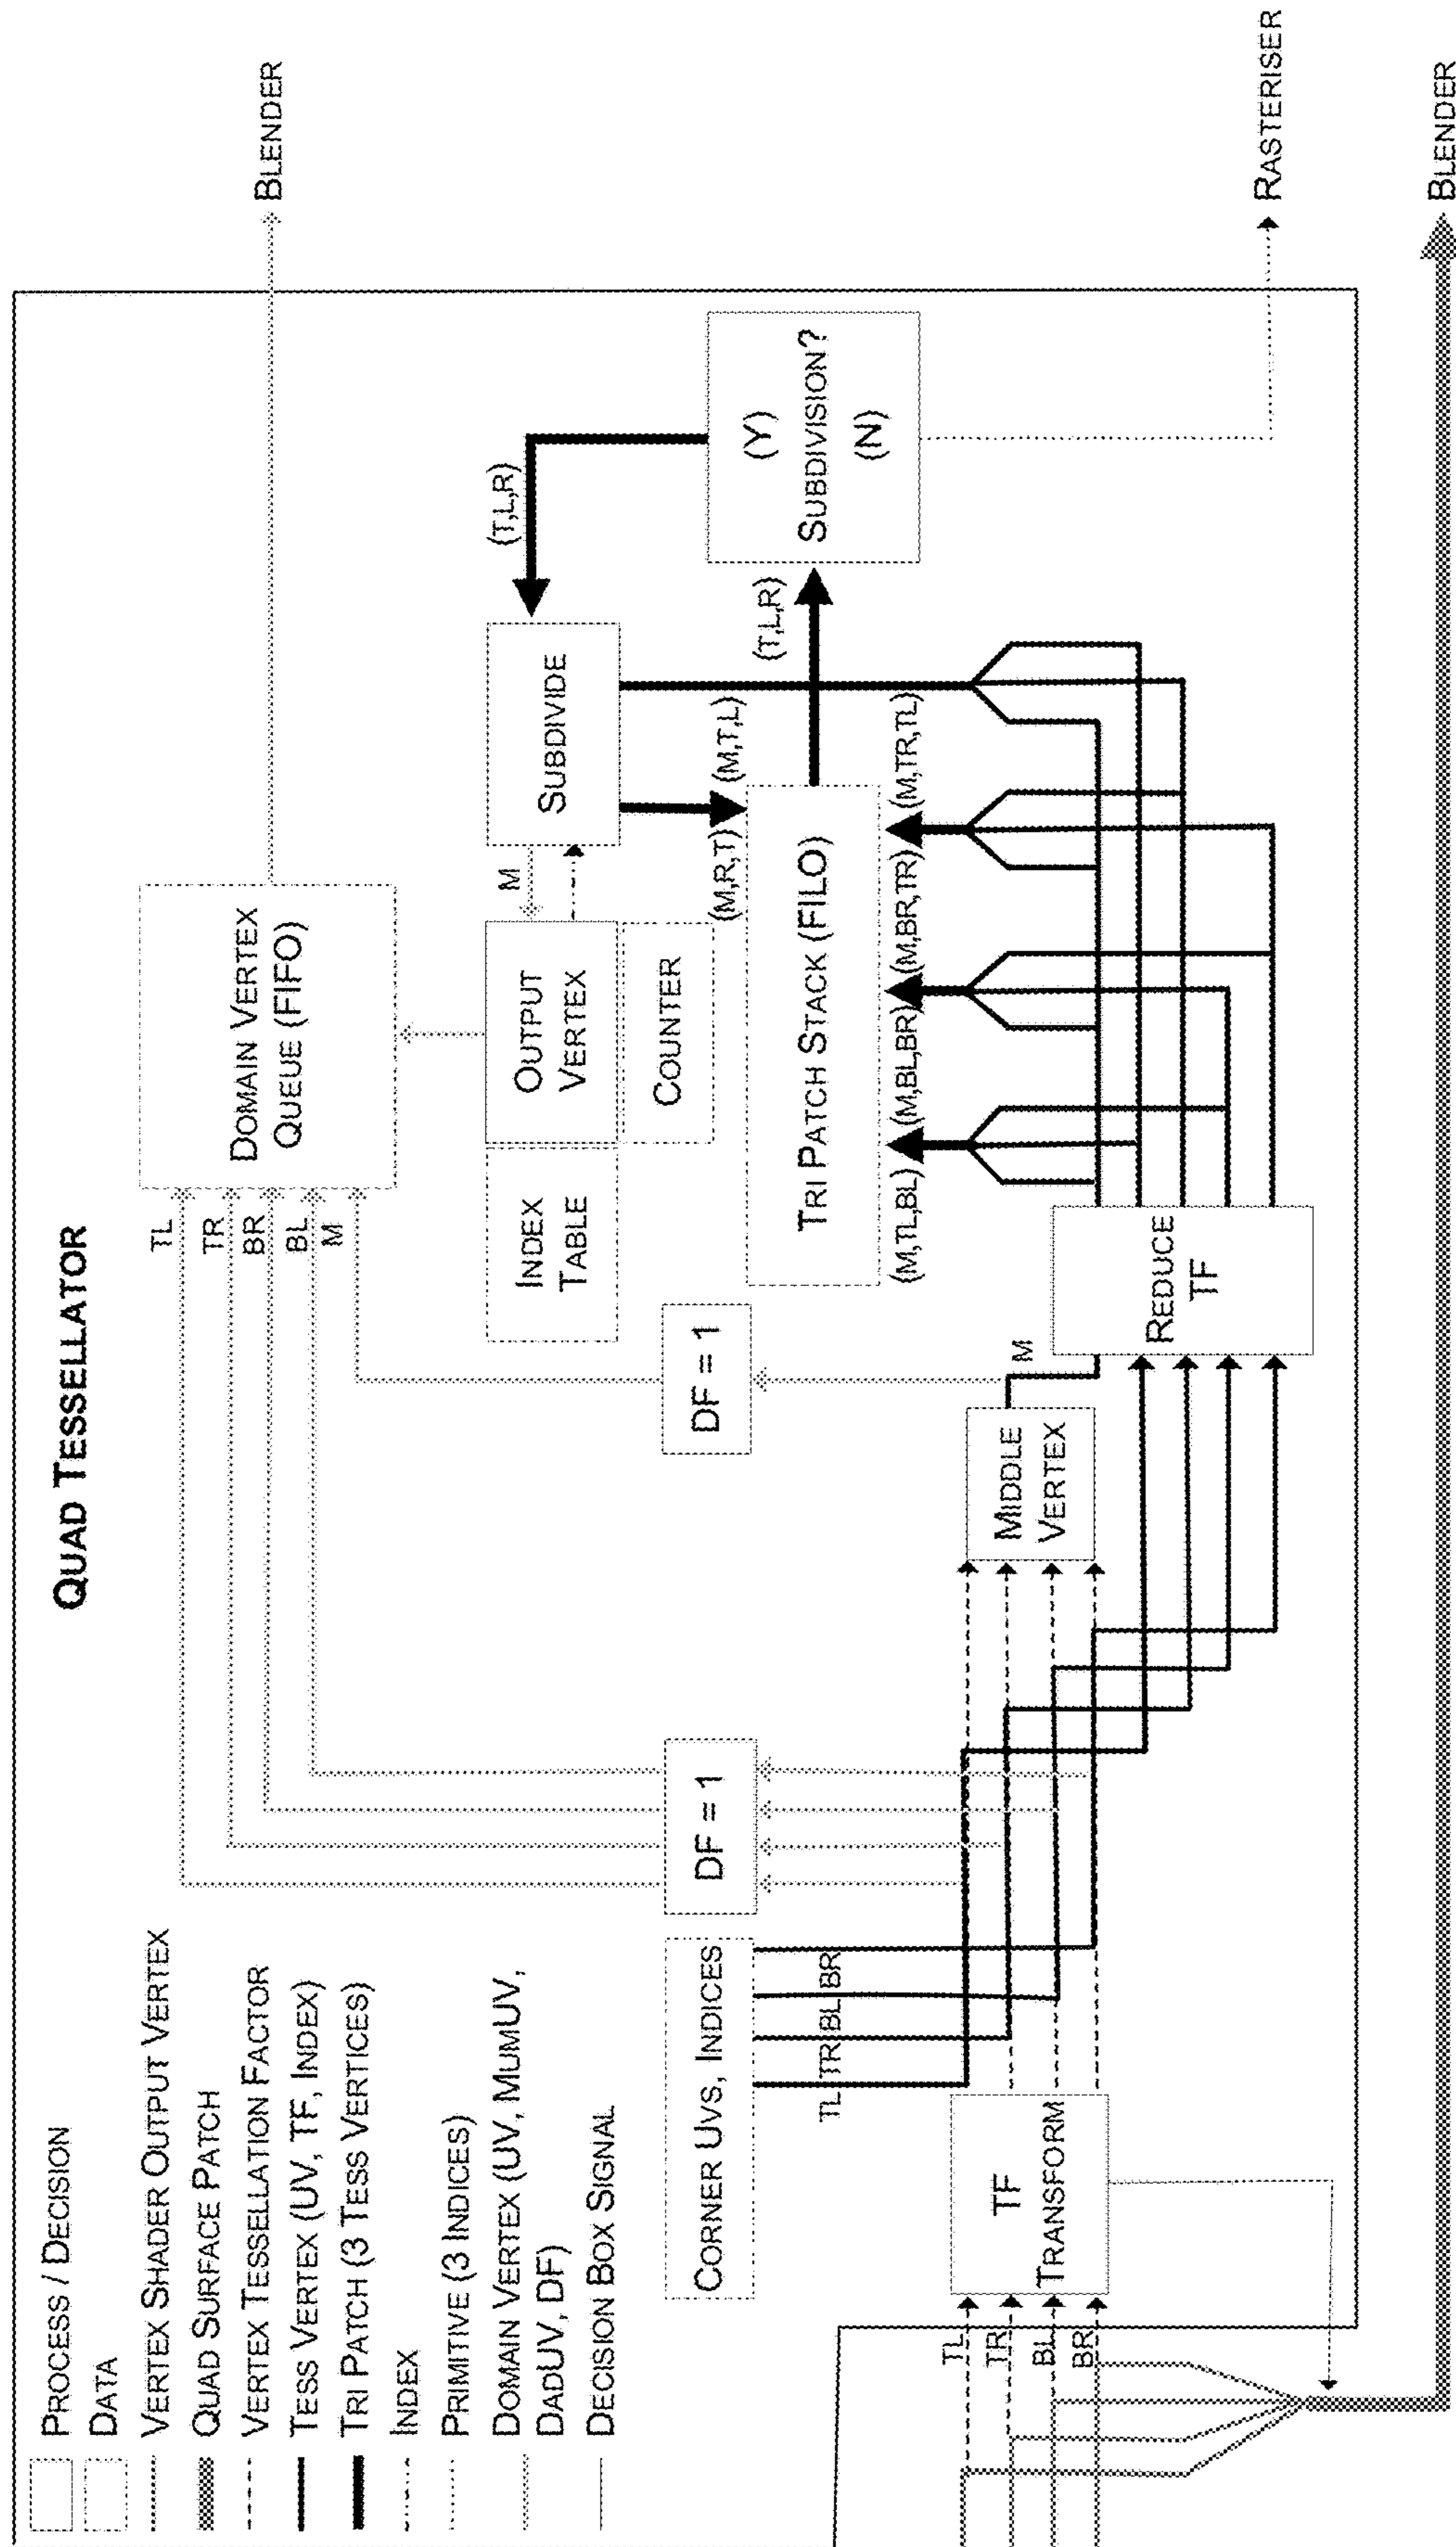 QUAD TESSELLATOR
PROCESS / DECISION
DATA
VERTEX SHADER OUTPUT VERTEX
QUAD SURFACE PATCH
VERTEX TESSELLATION FACTOR
TESS VERTEX (UV, TF, INDEX)
TRI PATCH (3 TESS VERTICES)
INDEX
PRIMITIVE (3 INDICES)
DOMAIN VERTEX (UV, MUMUV,
DADUV, DF)
DECISION BOX SIGNAL
TL
TR
BR
BL
M
DOMAIN VERTEX
QUEUE (FIFO)
BLENDER
INDEX
TABLE
OUTPUT
VERTEX
COUNTER
M
SUBDIVIDE
(T,L,R)
CORNER UVS, INDICES
DF = 1
DF = 1
(M,R,T)
(M,T,L)
TRI PATCH STACK (FILO)
(T,L,R)
(Y)
SUBDIVISION?
(N)
TL
TR
BL
BR
(M,TL,BL)
(M,BL,BR)
(M,BR,TR)
(M,TR,TL)
TL
TR
BL
BR
TF
TRANSFORM
MIDDLE
VERTEX
M
REDUCE
TF
RASTERISER
BLENDER